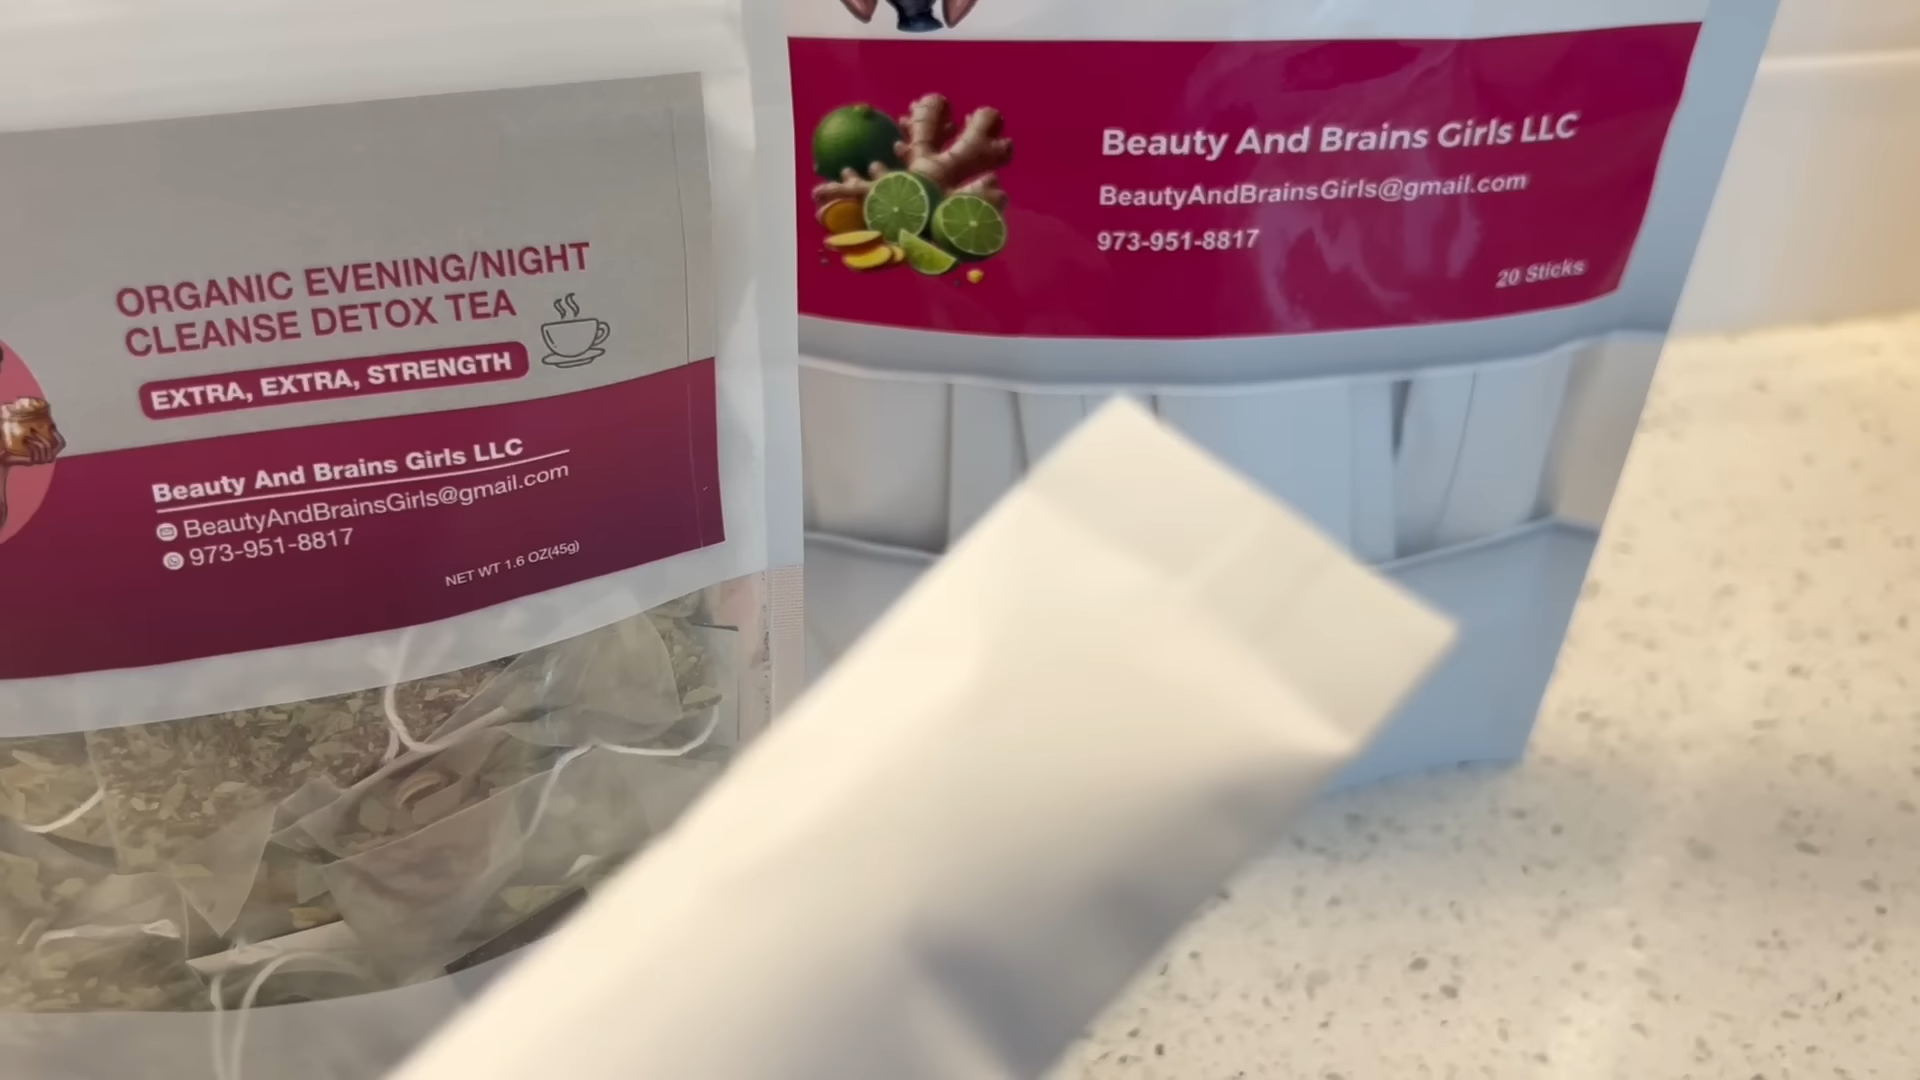 ORGANIC EVENING/NIGHT
CLEANSE DETOX TEA
EXTRA, EXTRA, STRENGTH
Beauty And Brains Girls LLC
BeautyAndBrainsGirls@gmail.com
973-951-8817
NET WT 1.6 OZ(45g)
Beauty And Brains Girls LLC
BeautyAndBrainsGirls@gmail.com
973-951-8817
20 Sticks